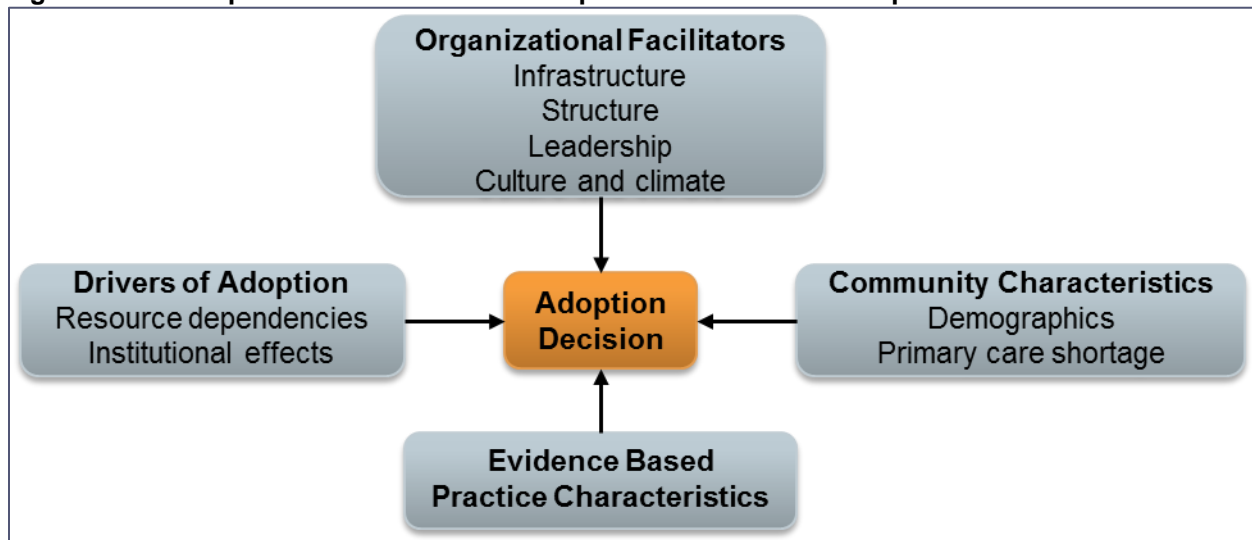 Organizational Facilitators
Infrastructure
Structure
Leadership
Culture and climate
Drivers of Adoption
Resource dependencies
Institutional effects
Adoption
Decision
Community Characteristics
Demographics
Primary care shortage
Evidence Based
Practice Characteristics